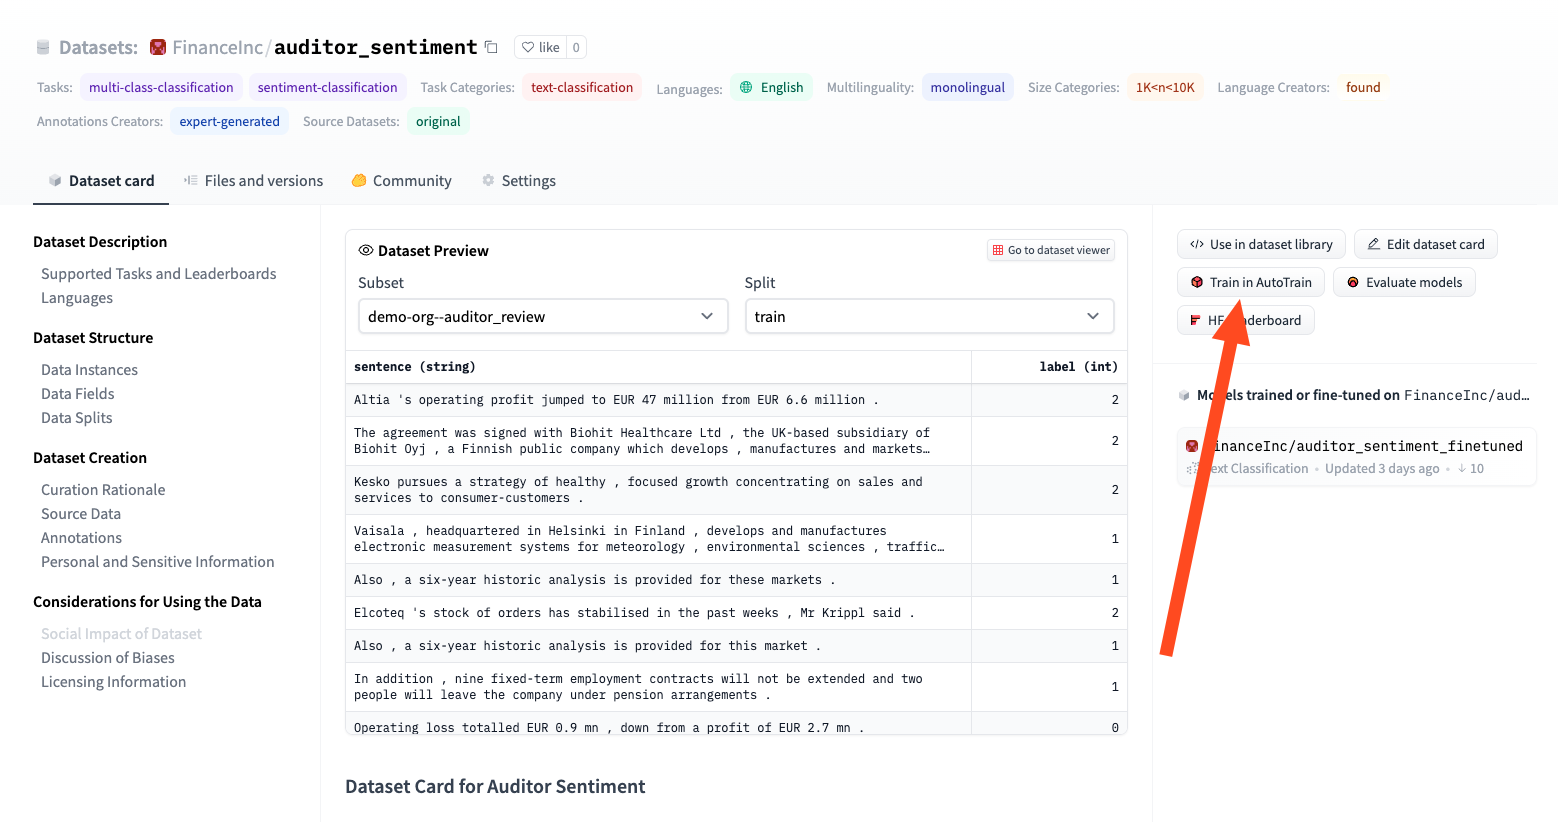 Datasets: FinanceInc/auditor_sentiment like 0
Tasks: multi-class-classification sentiment-classification Task Categories: text-classification Languages: English Multilinguality: monolingual Size Categories: 1K<n<10K Language Creators: found
Annotations Creators: expert-generated Source Datasets: original
Dataset card Files and versions Community Settings
Dataset Description
Supported Tasks and Leaderboards
Languages
Dataset Structure
Data Instances
Data Fields
Data Splits
Dataset Creation
Curation Rationale
Source Data
Annotations
Personal and Sensitive Information
Considerations for Using the Data
Social Impact of Dataset
Discussion of Biases
Licensing Information
Dataset Preview Go to dataset viewer
Subset Split
demo-org--auditor_review train
sentence (string) label (int)
Altia 's operating profit jumped to EUR 47 million from EUR 6.6 million . 2
The agreement was signed with Biohit Healthcare Ltd , the UK-based subsidiary of
Biohit Oyj , a Finnish public company which develops , manufactures and markets… 2
Kesko pursues a strategy of healthy , focused growth concentrating on sales and
services to consumer-customers . 2
Vaisala , headquartered in Helsinki in Finland , develops and manufactures
electronic measurement systems for meteorology , environmental sciences , traffic… 1
Also , a six-year historic analysis is provided for these markets . 1
Elcoteq 's stock of orders has stabilised in the past weeks , Mr Krippl said . 2
Also , a six-year historic analysis is provided for this market . 1
In addition , nine fixed-term employment contracts will not be extended and two
people will leave the company under pension arrangements . 1
Operating loss totalled EUR 0.9 mn , down from a profit of EUR 2.7 mn . 0
Dataset Card for Auditor Sentiment
Use in dataset library Edit dataset card
Train in AutoTrain Evaluate models
HF
Models trained or fine-tuned on FinanceInc/aud…
FinanceInc/auditor_sentiment_finetuned
Text Classification • Updated 3 days ago • ↓ 10